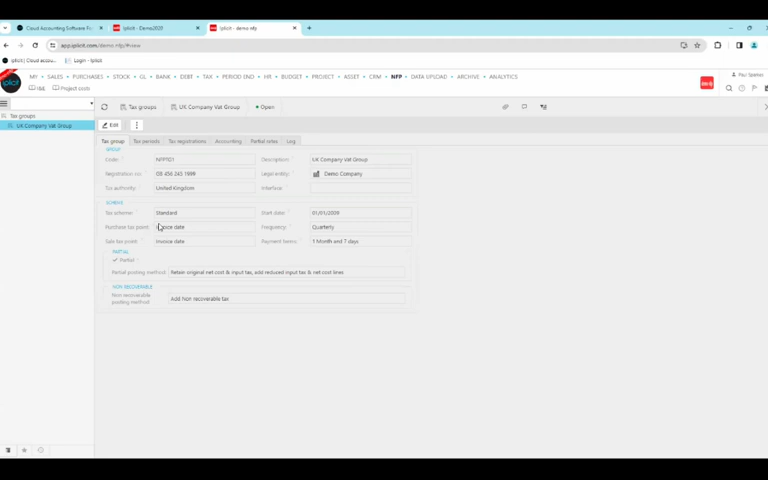 Cloud Accounting Software Fo
iplicit - Demo2020
iplicit - demo nfp
app.iplicit.com/demo.nfp/#view
iplicit | Cloud accou...
Login - iplicit
iplicit
MY SALES PURCHASES STOCK GL BANK DEBT TAX PERIOD END HR BUDGET PROJECT ASSET CRM NFP DATA UPLOAD ARCHIVE ANALYTICS
Project costs
Tax groups
UK Company Vat Group
Open
Tax groups
UK Company Vat Group
Edit
Tax group Tax periods Tax registrations Accounting Partial rates Log
GROUP
Code: NFPT01 Description: UK Company Vat Group
Registration no: GB 456 245 1999 Legal entity: Demo Company
Tax authority: United Kingdom Interface:
SCHEME
Tax scheme: Standard Start date: 01/01/2020
Purchase tax point: Invoice date Frequency: Quarterly
Sale tax point: Invoice date Payment terms: 1 Month and 7 days
PARTIAL
Partial
Partial posting method: Retain original net cost & input tax, add reduced input tax & net cost lines
NON RECOVERABLE
Non recoverable posting method: Add Non recoverable tax